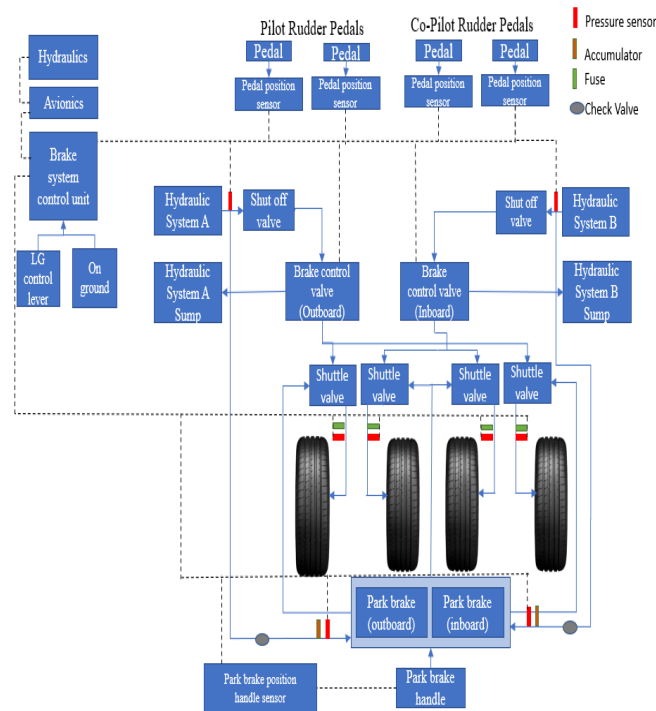 Pilot Rudder Pedals
Co-Pilot Rudder Pedals
Pressure sensor
Accumulator
Fuse
Check Valve
Hydraulics
Avionics
Brake
system
control unit
LG
control
lever
On
ground
Pedal
Pedal
Pedal
Pedal
Pedal position
sensor
Pedal position
sensor
Pedal position
sensor
Pedal position
sensor
Hydraulic
System A
Shut off
valve
Shut off
valve
Hydraulic
System B
Hydraulic
System A
Sump
Brake control
valve
(Outboard)
Brake
control valve
(Inboard)
Hydraulic
System B
Sump
Shuttle
valve
Shuttle
valve
Shuttle
valve
Shuttle
valve
Park brake
(outboard)
Park brake
(inboard)
Park brake position
handle sensor
Park brake
handle